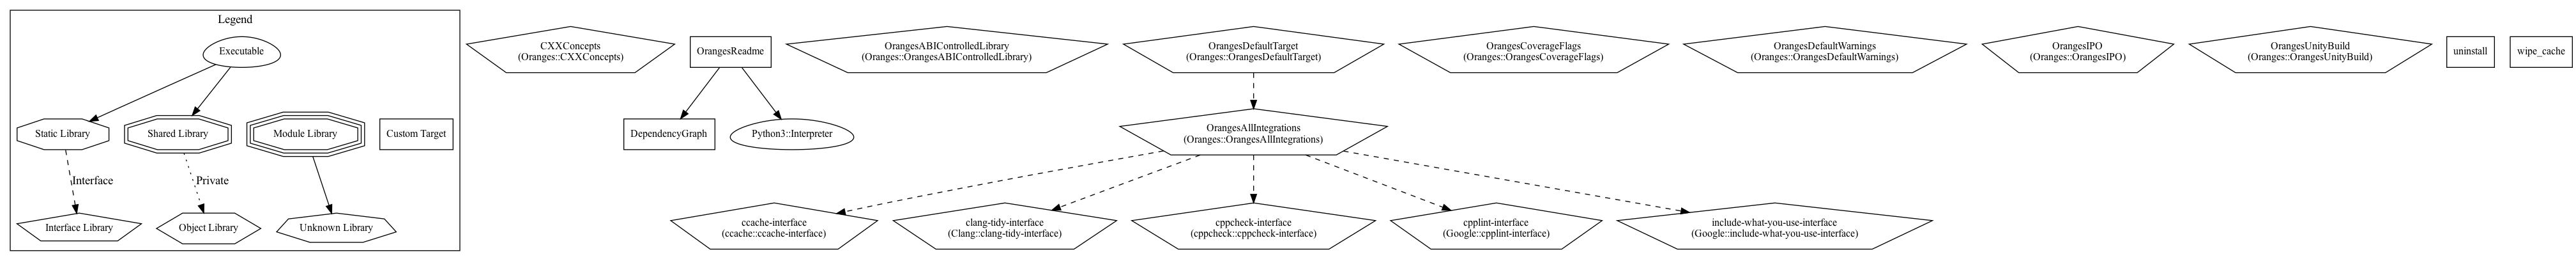 Legend
Executable
Static Library
Shared Library
Module Library
Custom Target
Interface
Private
Interface Library
Object Library
Unknown Library
CXXConcepts
(Oranges::CXXConcepts)
OrangesReadme
OrangesABIControlledLibrary
(Oranges::OrangesABIControlledLibrary)
OrangesDefaultTarget
(Oranges::OrangesDefaultTarget)
OrangesCoverageFlags
(Oranges::OrangesCoverageFlags)
OrangesDefaultWarnings
(Oranges::OrangesDefaultWarnings)
OrangesIPO
(Oranges::OrangesIPO)
OrangesUnityBuild
(Oranges::OrangesUnityBuild)
uninstall
wipe_cache
DependencyGraph
Python3::Interpreter
OrangesAllIntegrations
(Oranges::OrangesAllIntegrations)
ccache-interface
(ccache::ccache-interface)
clang-tidy-interface
(Clang::clang-tidy-interface)
cppcheck-interface
(cppcheck::cppcheck-interface)
cpplint-interface
(Google::cpplint-interface)
include-what-you-use-interface
(Google::include-what-you-use-interface)